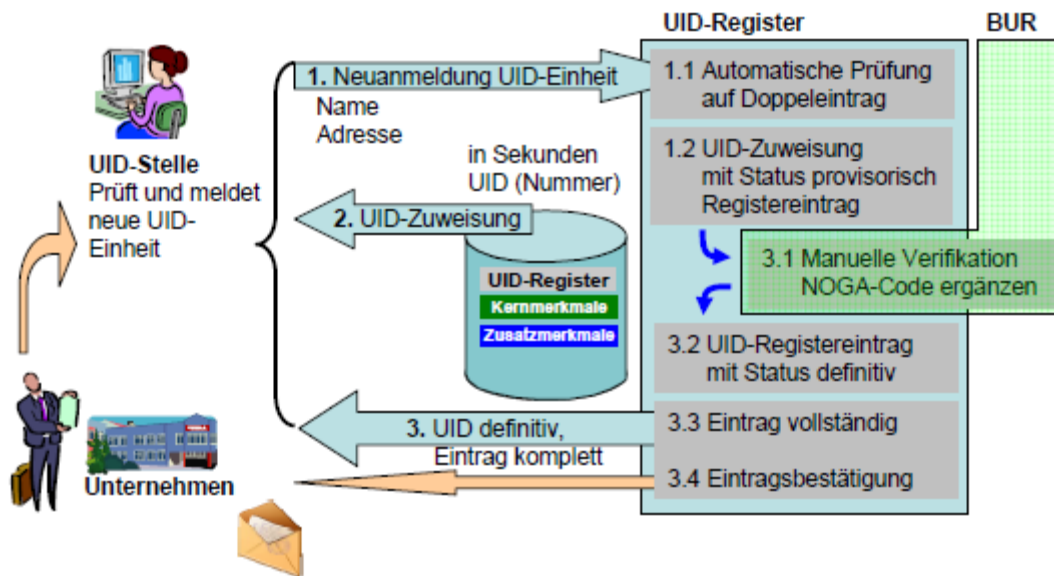 UID-Register
BUR
1. Neuanmeldung UID-Einheit
Name
Adresse
1.1 Automatische Prüfung
auf Doppeleintrag
UID-Stelle
Prüft und meldet
neue UID-
Einheit
in Sekunden
UID (Nummer)
1.2 UID-Zuweisung
mit Status provisorisch
Registereintrag
2. UID-Zuweisung
UID-Register
Kernmerkmale
Zusatzmerkmale
3.1 Manuelle Verifikation
NOGA-Code ergänzen
3.2 UID-Registereintrag
mit Status definitiv
3. UID definitiv,
Eintrag komplett
3.3 Eintrag vollständig
3.4 Eintragsbestätigung
Unternehmen